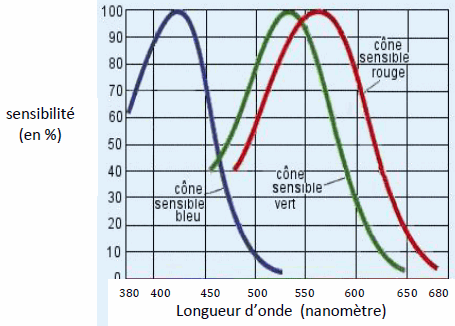 100
90
80
70
60
50
40
30
20
10
0
sensibilité
(en %)
cône
sensible
rouge
cône
sensible
bleu
cône
sensible
vert
380 400 450 500 550 600 650 680
Longueur d’onde (nanomètre)